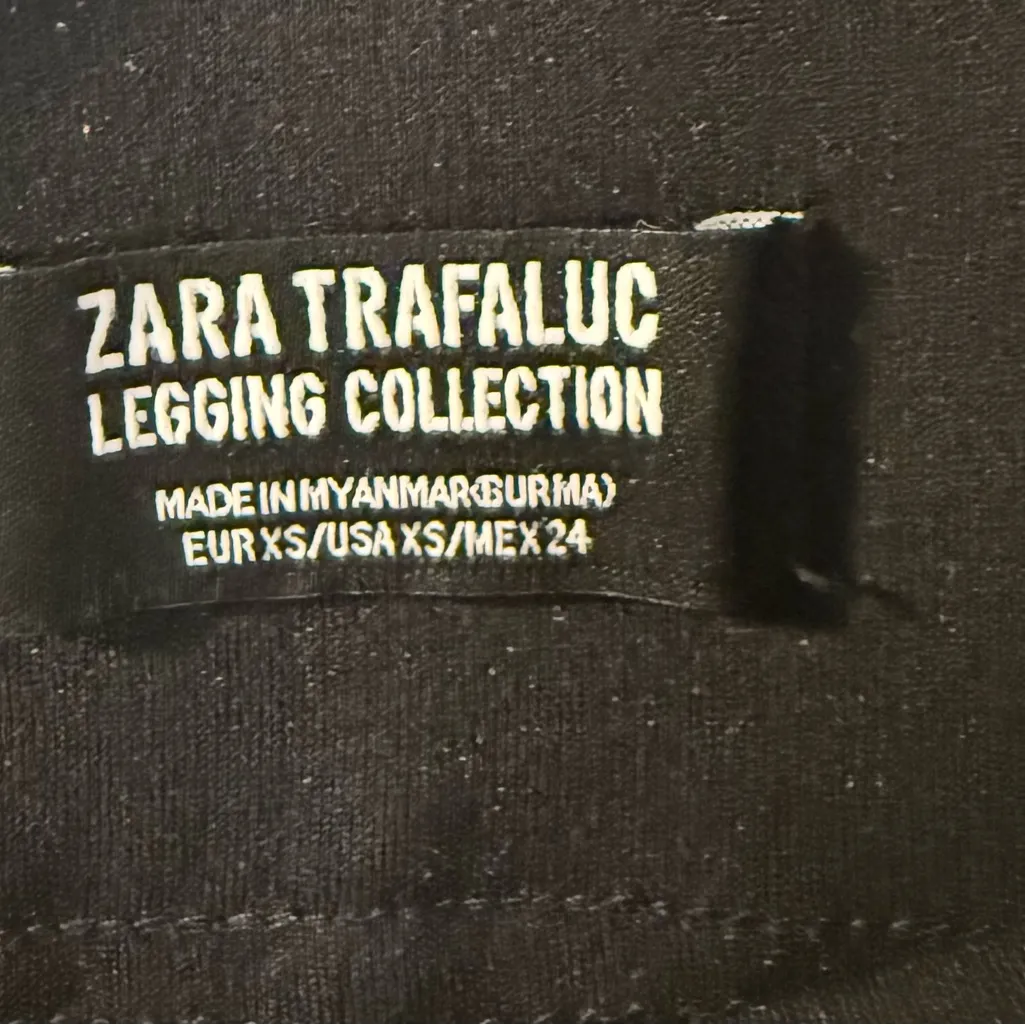 ZARA TRAFALUC
LEGGING COLLECTION
MADE IN MYANMAR(BURMA)
EUR XS/USA XS/MEX 24